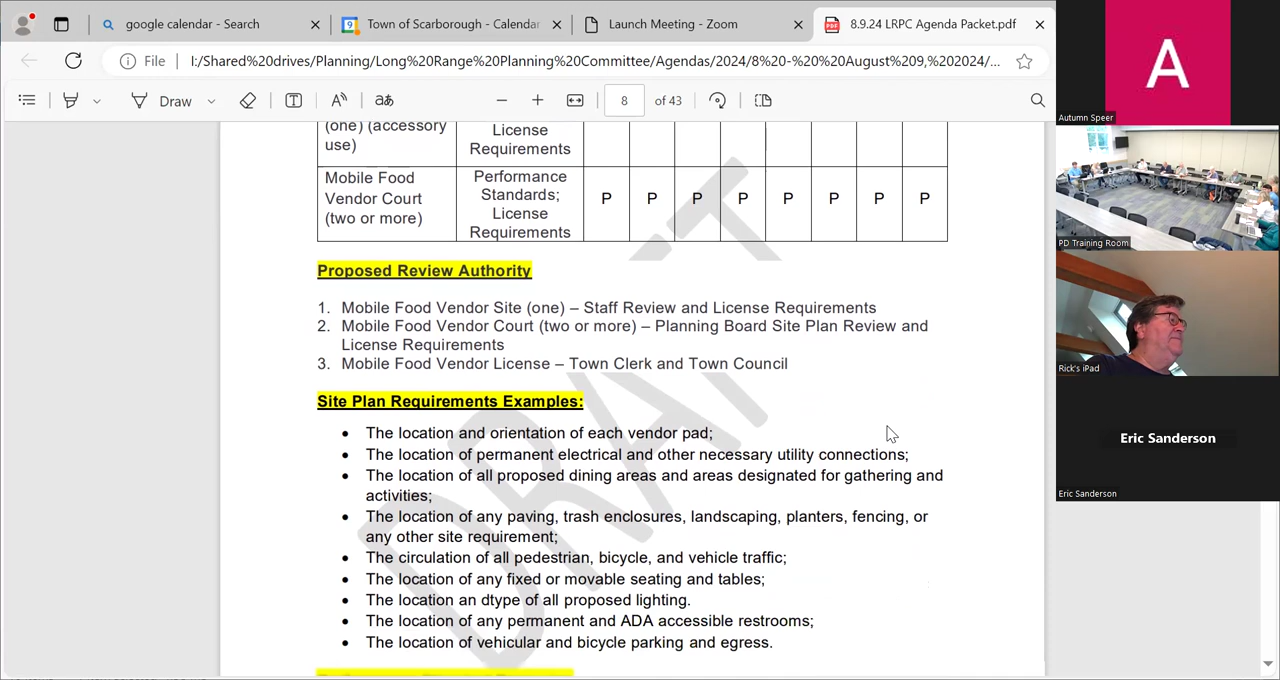 google calendar - Search
Town of Scarborough - Calendar
Launch Meeting - Zoom
8.9.24 LRPC Agenda Packet.pdf
File
I:/Shared%20drives/Planning/Long%20Range%20Planning%20Committee/Agendas/2024/8%20-%20%20August%209,%202024/...
Draw
8
of 43
(one) (accessory
use)
License
Requirements
Mobile Food
Vendor Court
(two or more)
Performance
Standards;
License
Requirements
P P P P P P P P
Proposed Review Authority
1. Mobile Food Vendor Site (one) – Staff Review and License Requirements
2. Mobile Food Vendor Court (two or more) – Planning Board Site Plan Review and
License Requirements
3. Mobile Food Vendor License – Town Clerk and Town Council
Site Plan Requirements Examples:
• The location and orientation of each vendor pad;
• The location of permanent electrical and other necessary utility connections;
• The location of all proposed dining areas and areas designated for gathering and
activities;
• The location of any paving, trash enclosures, landscaping, planters, fencing, or
any other site requirement;
• The circulation of all pedestrian, bicycle, and vehicle traffic;
• The location of any fixed or movable seating and tables;
• The location an dtype of all proposed lighting.
• The location of any permanent and ADA accessible restrooms;
• The location of vehicular and bicycle parking and egress.
DRAFT
A
Autumn Speer
PD Training Room
Rick's iPad
Eric Sanderson
Eric Sanderson